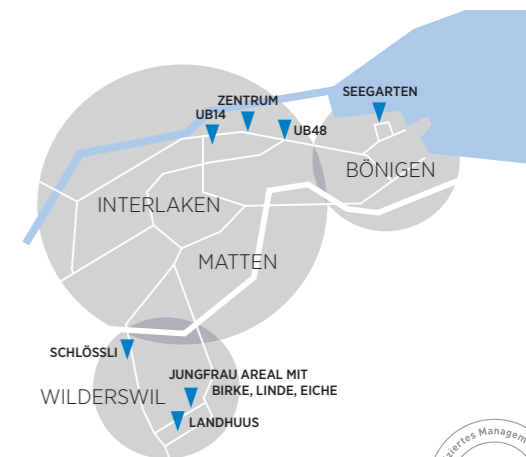 ZENTRUM
SEEGARTEN
UB14
UB48
BÖNIGEN
INTERLAKEN
MATTEN
SCHLÖSSLI
JUNGFRAU AREAL MIT
BIRKE, LINDE, EICHE
WILDERSWIL
LANDHUUS